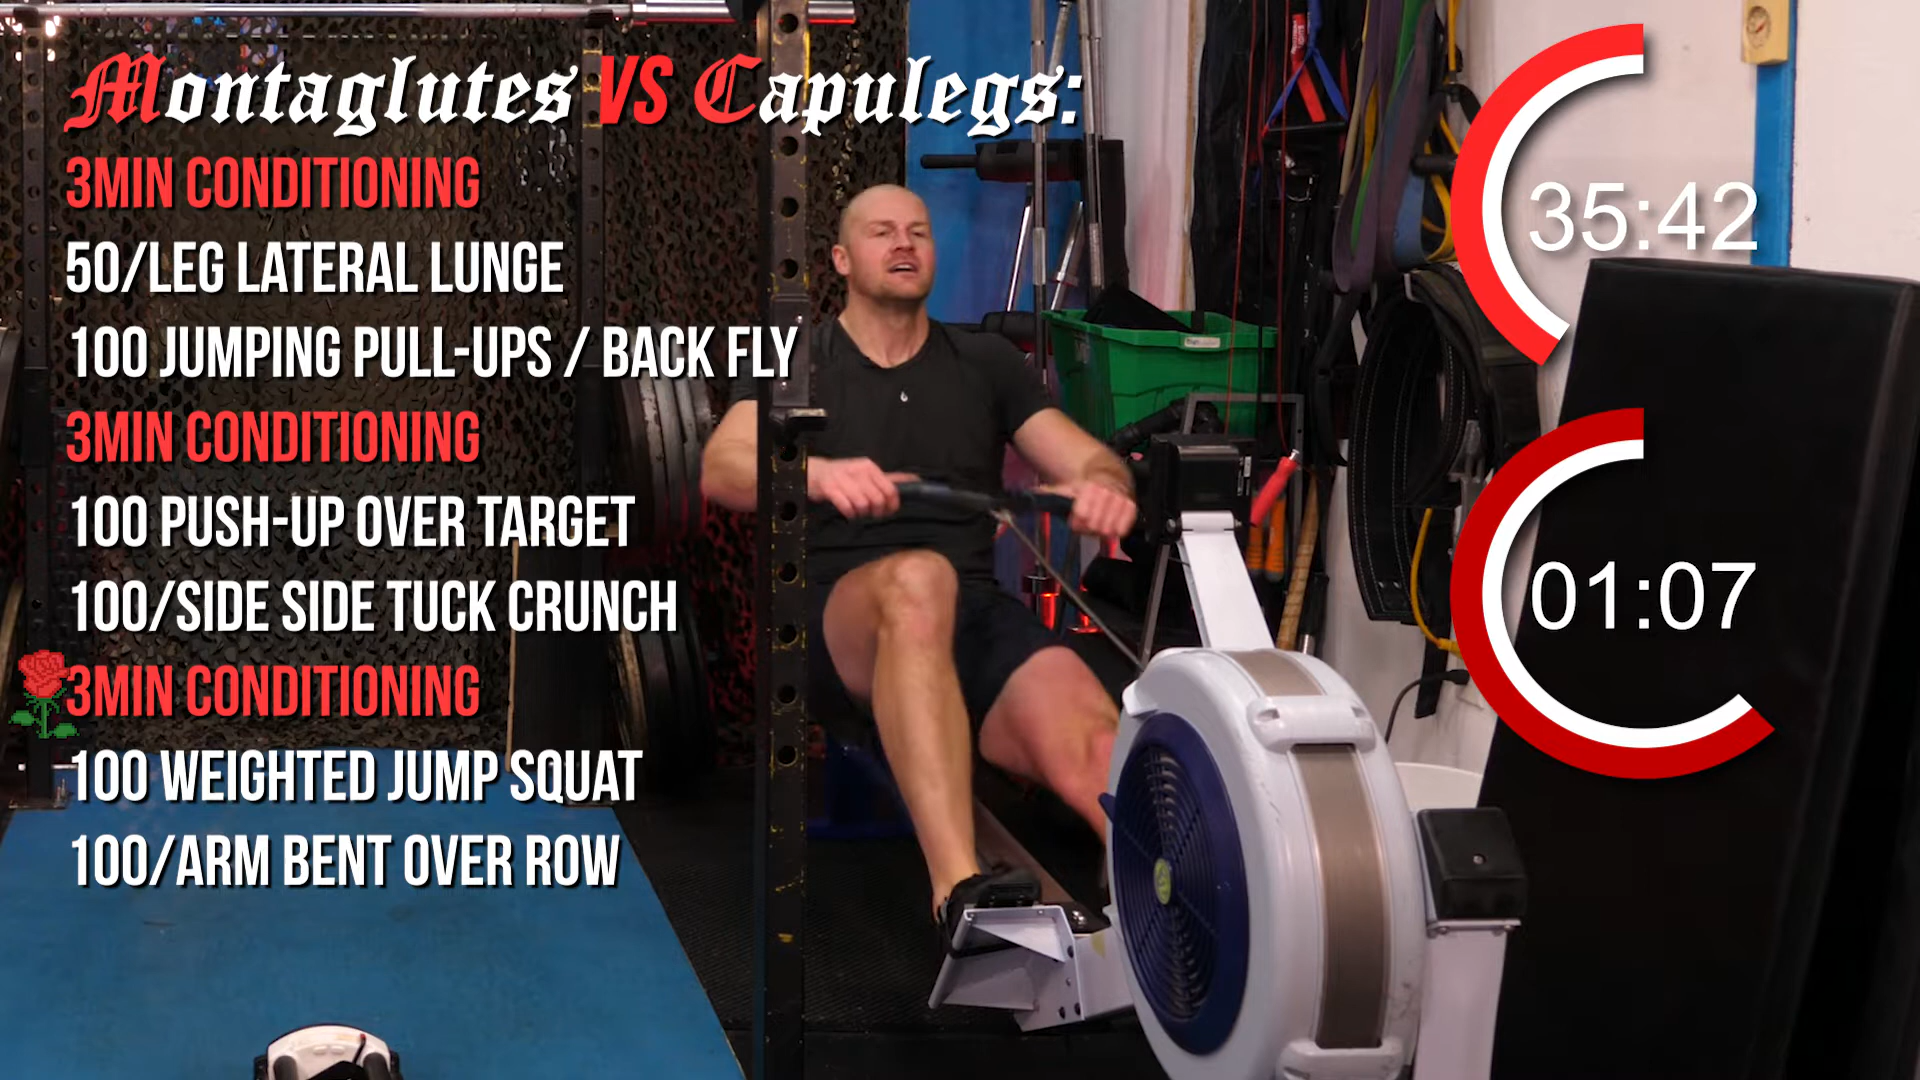 Montaglutes VS Capulegs:
3MIN CONDITIONING
50/LEG LATERAL LUNGE
100 JUMPING PULL-UPS / BACK FLY
3MIN CONDITIONING
100 PUSH-UP OVER TARGET
100/SIDE SIDE TUCK CRUNCH
3MIN CONDITIONING
100 WEIGHTED JUMP SQUAT
100/ARM BENT OVER ROW
35:42
01:07